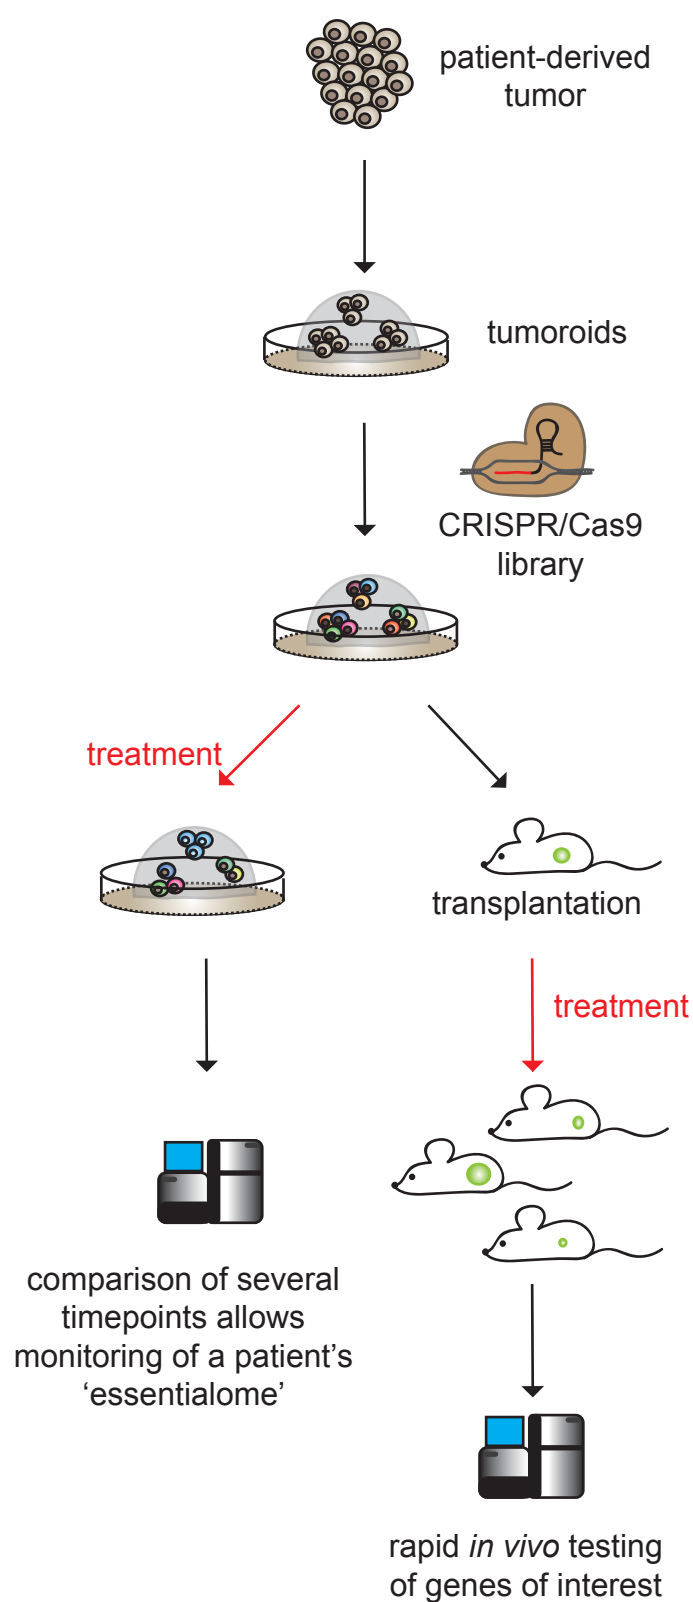 patient-derived
tumor
tumoroids
CRISPR/Cas9
library
treatment
transplantation
treatment
comparison of several
timepoints allows
monitoring of a patient’s
‘essentialome’
rapid in vivo testing
of genes of interest